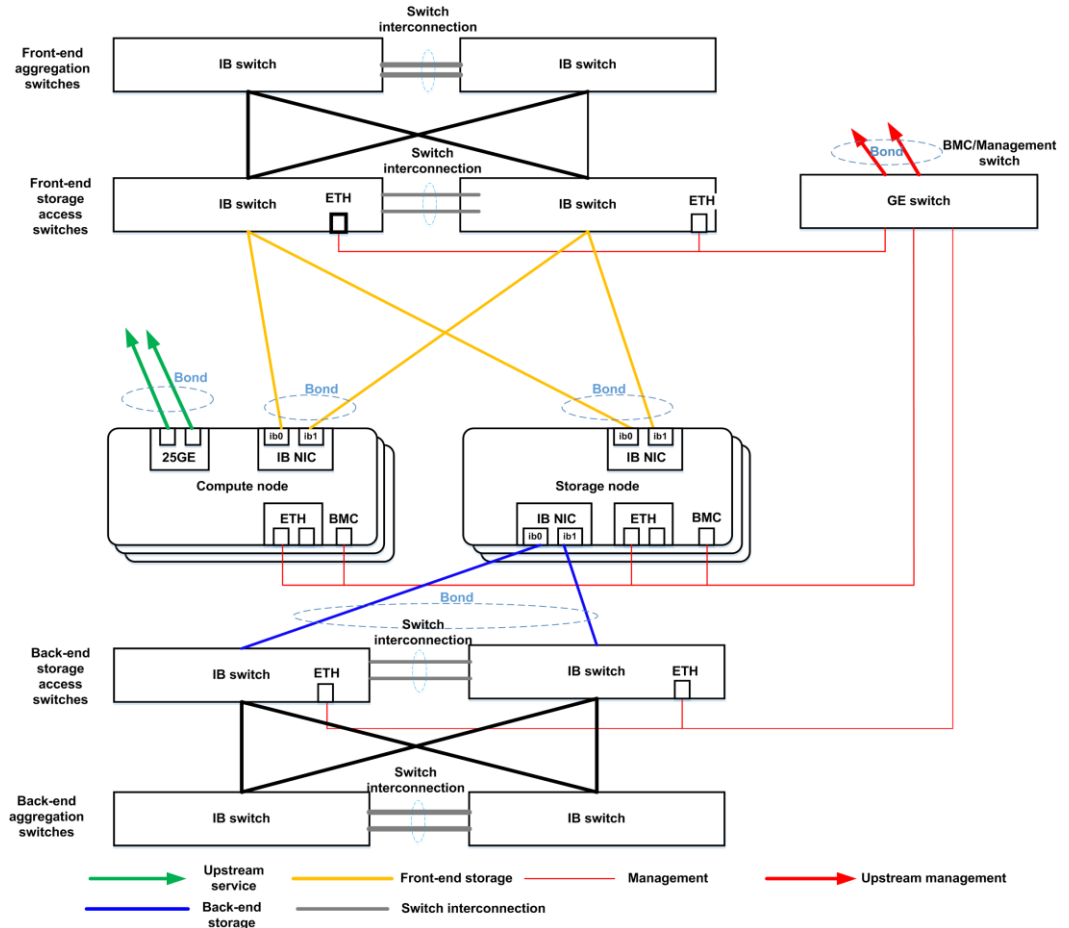 Switch
interconnection
Front-end
aggregation
switches
IB switch
IB switch
Switch
interconnection
Bond
BMC/Management
switch
Front-end
storage
access
switches
IB switch
ETH
IB switch
ETH
GE switch
Bond
Bond
Bond
25GE
ib0
ib1
IB NIC
Compute node
ETH
BMC
ib0
ib1
IB NIC
Storage node
IB NIC
ib0
ib1
ETH
BMC
Bond
Switch
interconnection
Back-end
storage
access
switches
IB switch
ETH
IB switch
ETH
Switch
interconnection
Back-end
aggregation
switches
IB switch
IB switch
Upstream
service
Front-end storage
Management
Upstream management
Back-end
storage
Switch interconnection